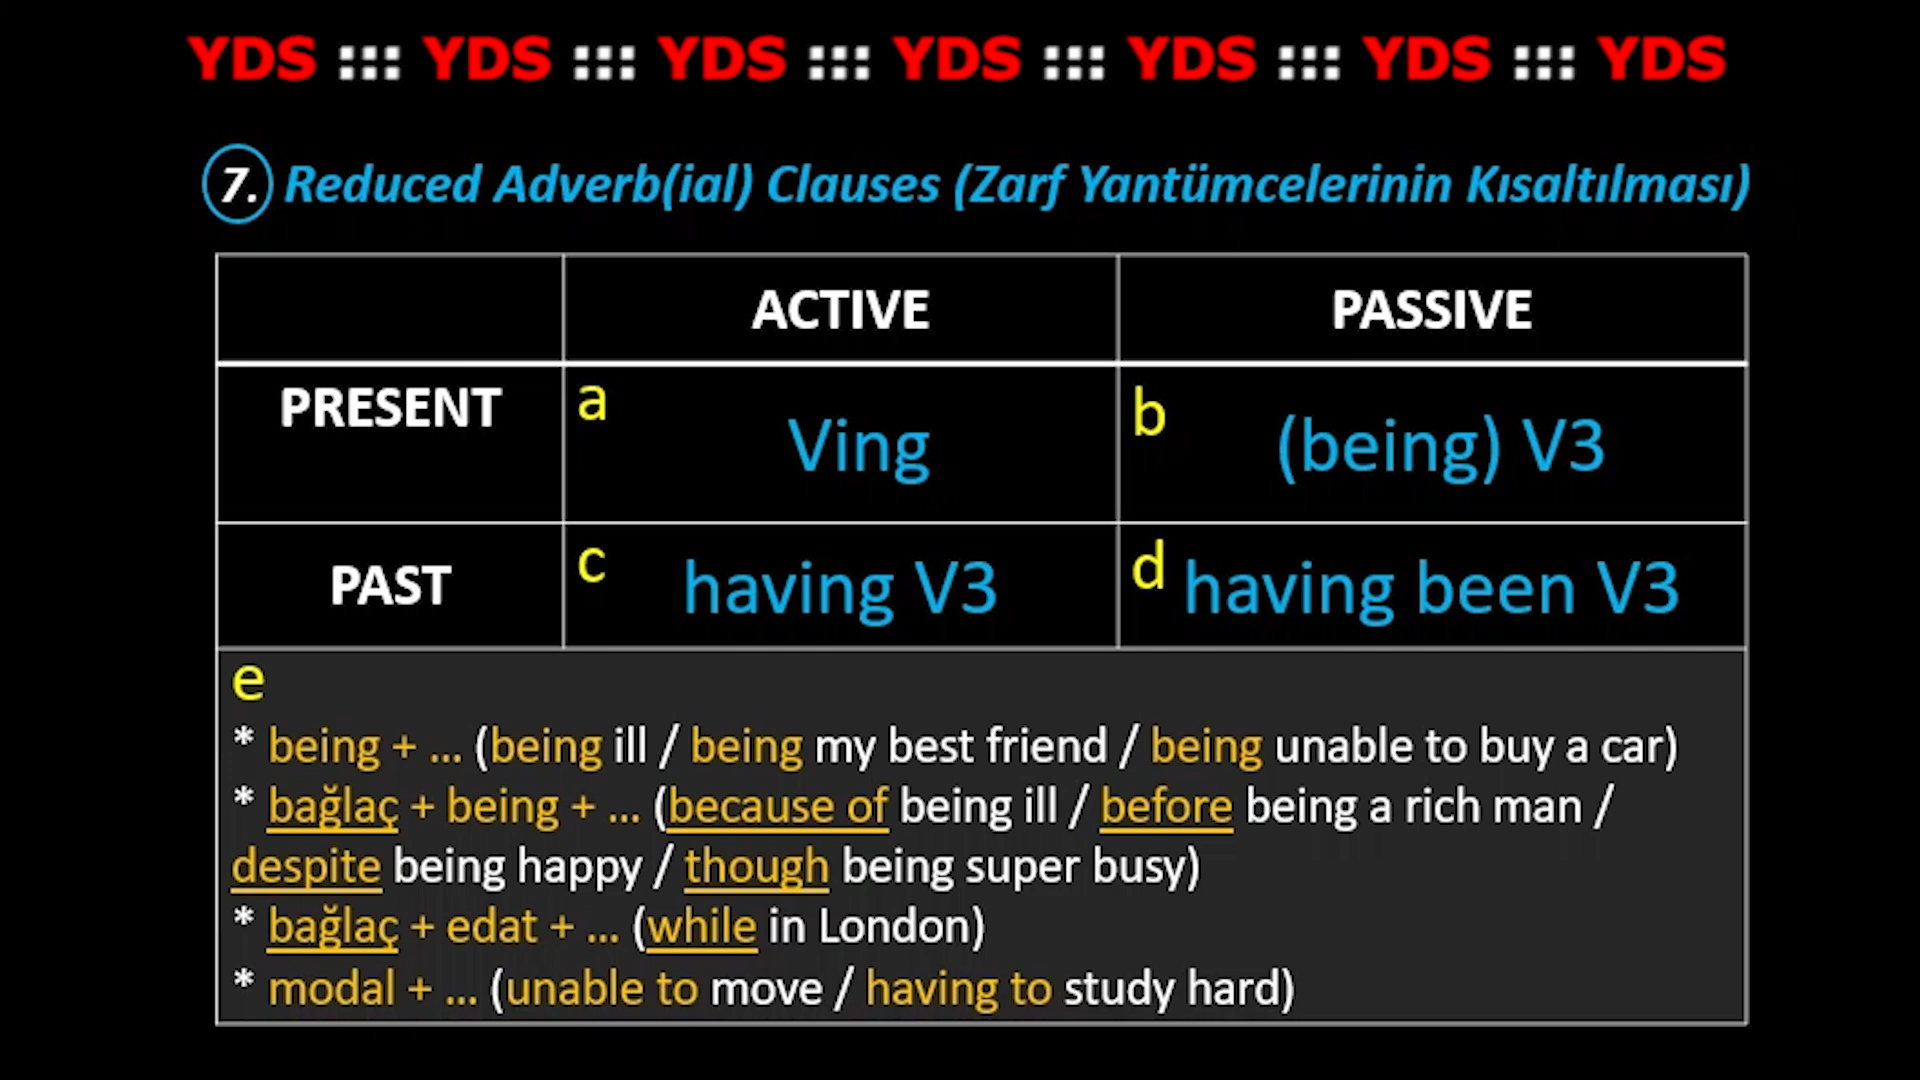 YDS ::: YDS ::: YDS ::: YDS ::: YDS ::: YDS ::: YDS
7. Reduced Adverb(ial) Clauses (Zarf Yantümcelerinin Kısaltılması)
ACTIVE PASSIVE
PRESENT a Ving b (being) V3
PAST c having V3 d having been V3
e
* being + ... (being ill / being my best friend / being unable to buy a car)
* bağlaç + being + ... (because of being ill / before being a rich man /
despite being happy / though being super busy)
* bağlaç + edat + ... (while in London)
* modal + ... (unable to move / having to study hard)